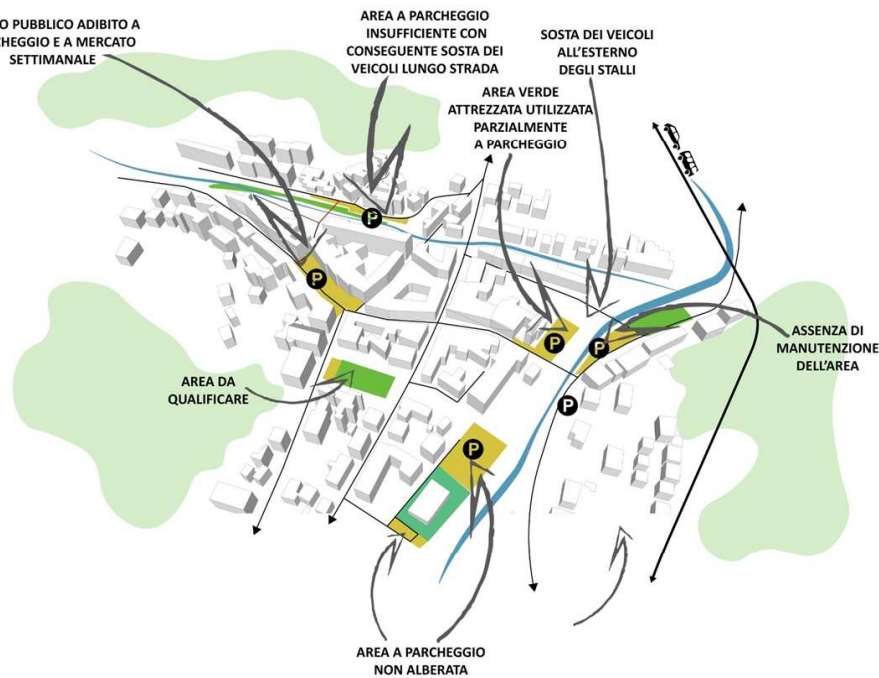 O PUBBLICO ADIBITO A
CHEGGIO E A MERCATO
SETTIMANALE
AREA A PARCHEGGIO
INSUFFICIENTE CON
CONSEGUENTE SOSTA DEI
VEICOLI LUNGO STRADA
SOSTA DEI VEICOLI
ALL'ESTERNO
DEGLI STALLI
AREA VERDE
ATTREZZATA UTILIZZATA
PARZIALMENTE
A PARCHEGGIO
P
P
P
P
P
P
ASSENZA DI
MANUTENZIONE
DELL'AREA
AREA DA
QUALIFICARE
AREA A PARCHEGGIO
NON ALBERATA